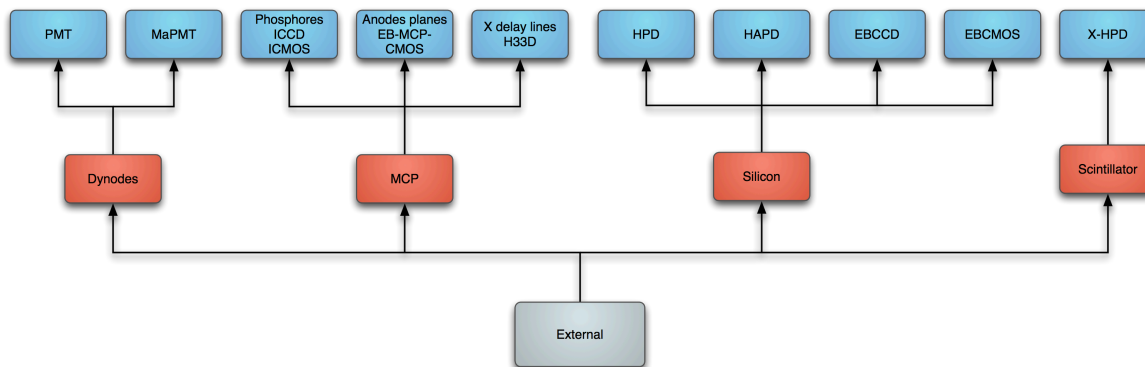 PMT
MaPMT
Phosphores
ICCD
ICMOS
Anodes planes
EB-MCP-
CMOS
X delay lines
H33D
HPD
HAPD
EBCCD
EBCMOS
X-HPD
Dynodes
MCP
Silicon
Scintillator
External